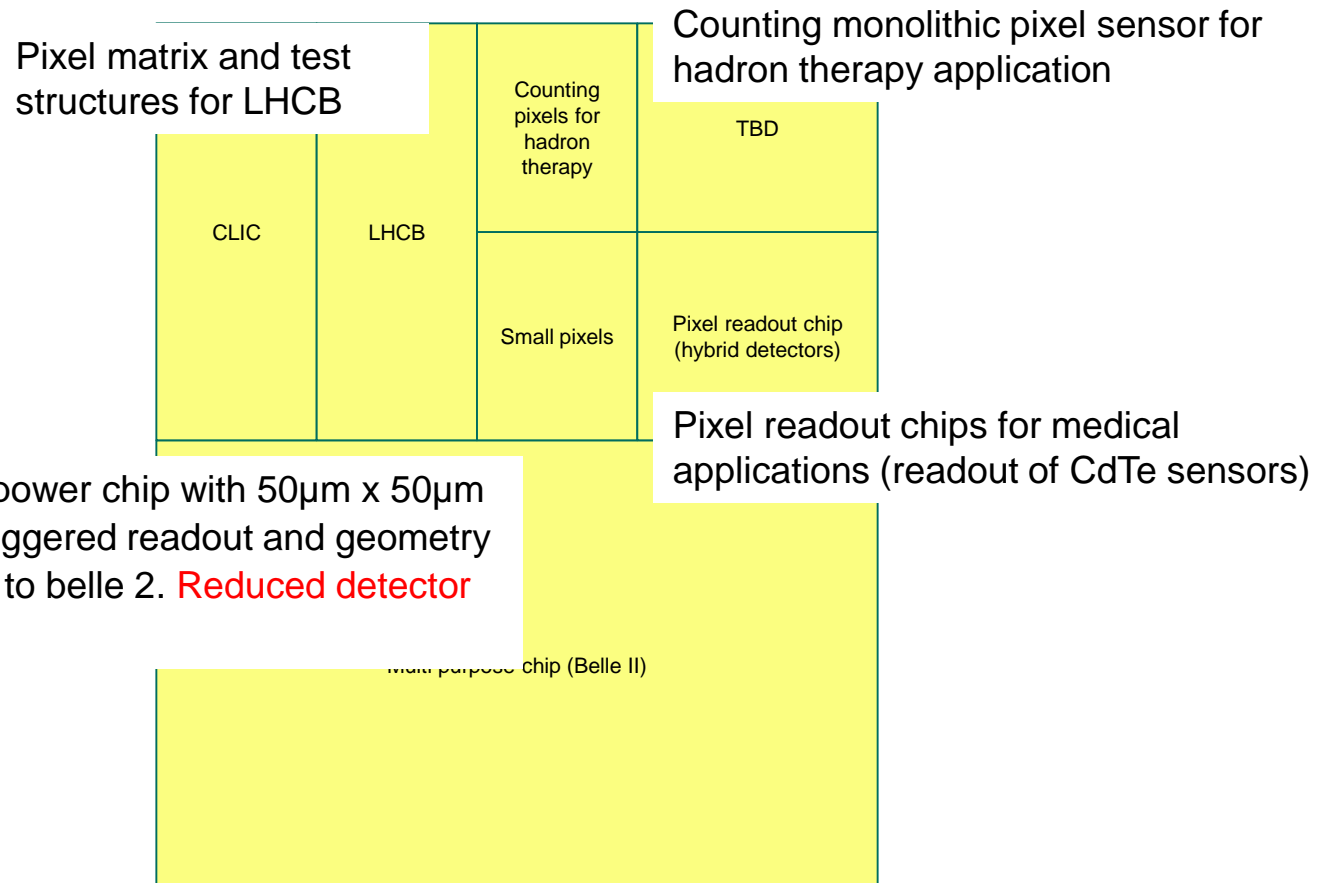 Pixel matrix and test
structures for LHCB
Counting monolithic pixel sensor for
hadron therapy application
Counting
pixels for
hadron
therapy
TBD
CLIC
LHCB
Small pixels
Pixel readout chip
(hybrid detectors)
Pixel readout chips for medical
applications (readout of CdTe sensors)
power chip with 50µm x 50µm
ggered readout and geometry
to belle 2. Reduced detector
Multi purpose chip (Belle II)